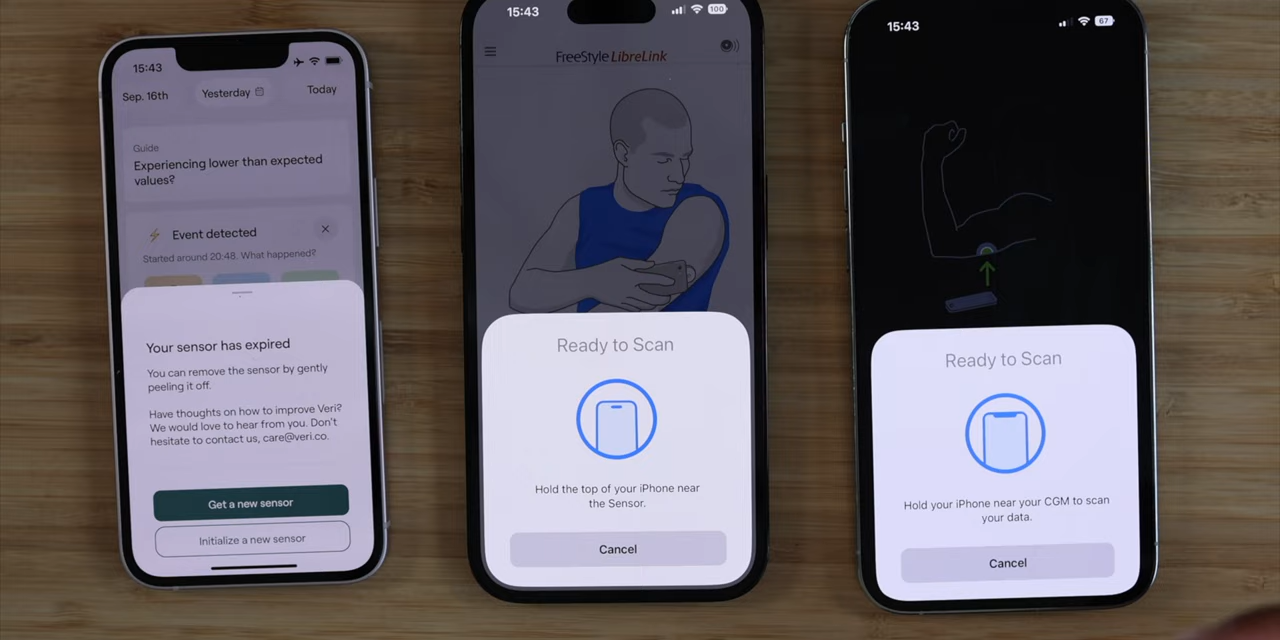 15:43
Sep. 16th
Yesterday
Today
Guide
Experiencing lower than expected
values?
Event detected
Started around 20:48. What happened?
Your sensor has expired
You can remove the sensor by gently
peeling it off.
Have thoughts on how to improve Veri?
We would love to hear from you. Don't
hesitate to contact us, care@veri.co.
Get a new sensor
Initialize a new sensor
15:43
100
FreeStyle LibreLink
Ready to Scan
Hold the top of your iPhone near
the Sensor.
Cancel
15:43
67
Ready to Scan
Hold your iPhone near your CGM to scan
your data.
Cancel